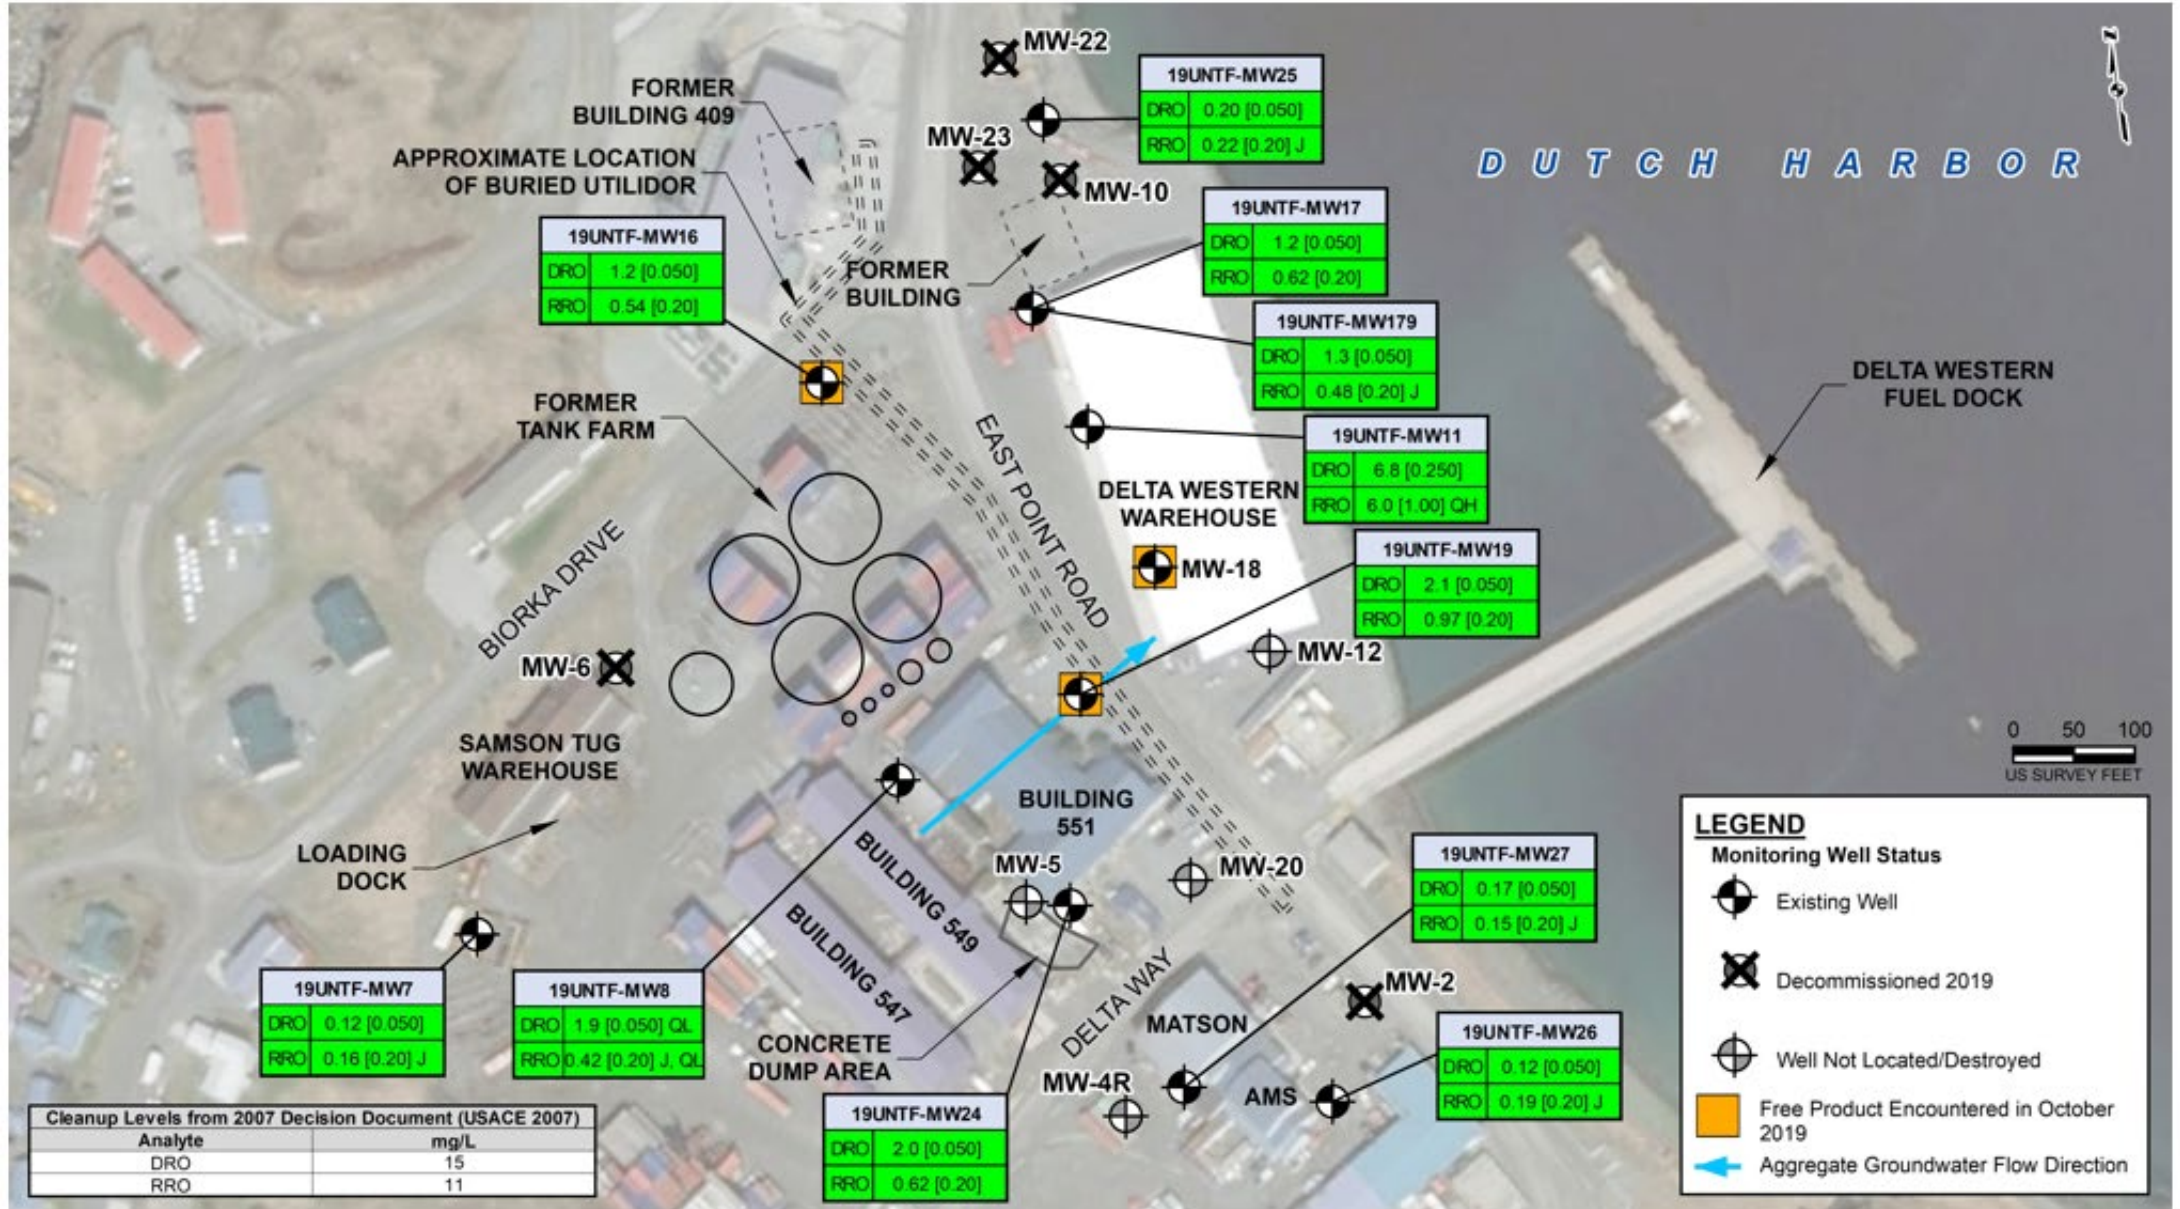 MW-22
19UNTF-MW25
DRO 0.20 [0.050]
RRO 0.22 [0.20] J
N
FORMER
BUILDING 409
MW-23
MW-10
DUTCH HARBOR
APPROXIMATE LOCATION
OF BURIED UTILIDOR
19UNTF-MW17
DRO 1.2 [0.050]
RRO 0.62 [0.20]
19UNTF-MW16
DRO 1.2 [0.050]
RRO 0.54 [0.20]
FORMER
BUILDING
19UNTF-MW179
DRO 1.3 [0.050]
RRO 0.48 [0.20] J
DELTA WESTERN
FUEL DOCK
FORMER
TANK FARM
EAST POINT ROAD
19UNTF-MW11
DRO 6.8 [0.250]
RRO 6.0 [1.00] QH
DELTA WESTERN
WAREHOUSE
BIORKA DRIVE
MW-18
19UNTF-MW19
DRO 2.1 [0.050]
RRO 0.97 [0.20]
MW-6
MW-12
SAMSON TUG
WAREHOUSE
0 50 100
US SURVEY FEET
BUILDING
551
LOADING
DOCK
BUILDING 549
BUILDING 547
MW-5
MW-20
19UNTF-MW27
DRO 0.17 [0.050]
RRO 0.15 [0.20] J
19UNTF-MW7
DRO 0.12 [0.050]
RRO 0.16 [0.20] J
19UNTF-MW8
DRO 1.9 [0.050] QL
RRO 0.42 [0.20] J, QL
DELTA WAY
MW-2
MATSON
CONCRETE
DUMP AREA
19UNTF-MW26
DRO 0.12 [0.050]
RRO 0.19 [0.20] J
MW-4R
AMS
19UNTF-MW24
DRO 2.0 [0.050]
RRO 0.62 [0.20]
Cleanup Levels from 2007 Decision Document (USACE 2007)
Analyte mg/L
DRO 15
RRO 11
LEGEND
Monitoring Well Status
Existing Well
Decommissioned 2019
Well Not Located/Destroyed
Free Product Encountered in October
2019
Aggregate Groundwater Flow Direction